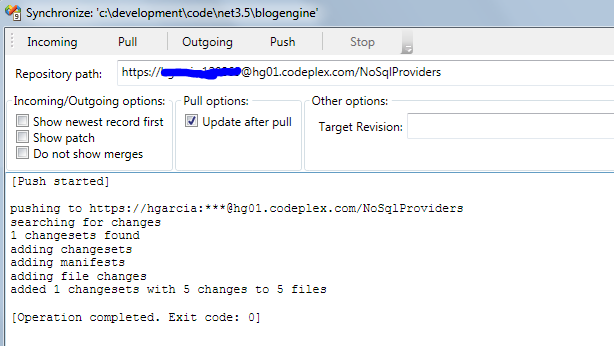 Synchronize: 'c:\development\code\net3.5\blogengine'
Incoming Pull Outgoing Push Stop
Repository path: https://@hg01.codeplex.com/NoSqlProviders
Incoming/Outgoing options: Pull options: Other options:
Show newest record first Update after pull Target Revision:
Show patch
Do not show merges
[Push started]
pushing to https://hgarcia:***@hg01.codeplex.com/NoSqlProviders
searching for changes
1 changesets found
adding changesets
adding manifests
adding file changes
added 1 changesets with 5 changes to 5 files
[Operation completed. Exit code: 0]